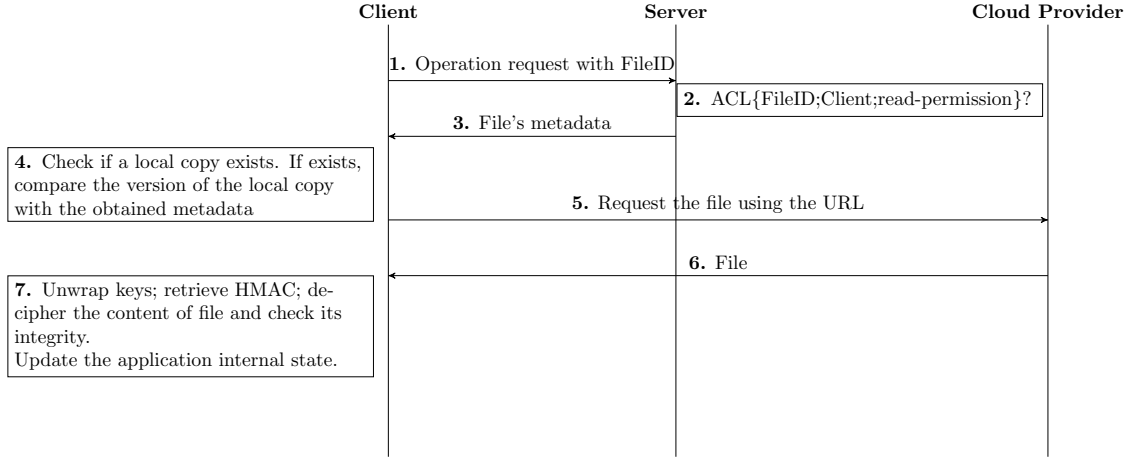 Client Server Cloud Provider
1. Operation request with FileID
2. ACL{FileID;Client;read-permission}?
3. File's metadata
4. Check if a local copy exists. If exists,
compare the version of the local copy
with the obtained metadata
5. Request the file using the URL
6. File
7. Unwrap keys; retrieve HMAC; de-
cipher the content of file and check its
integrity.
Update the application internal state.